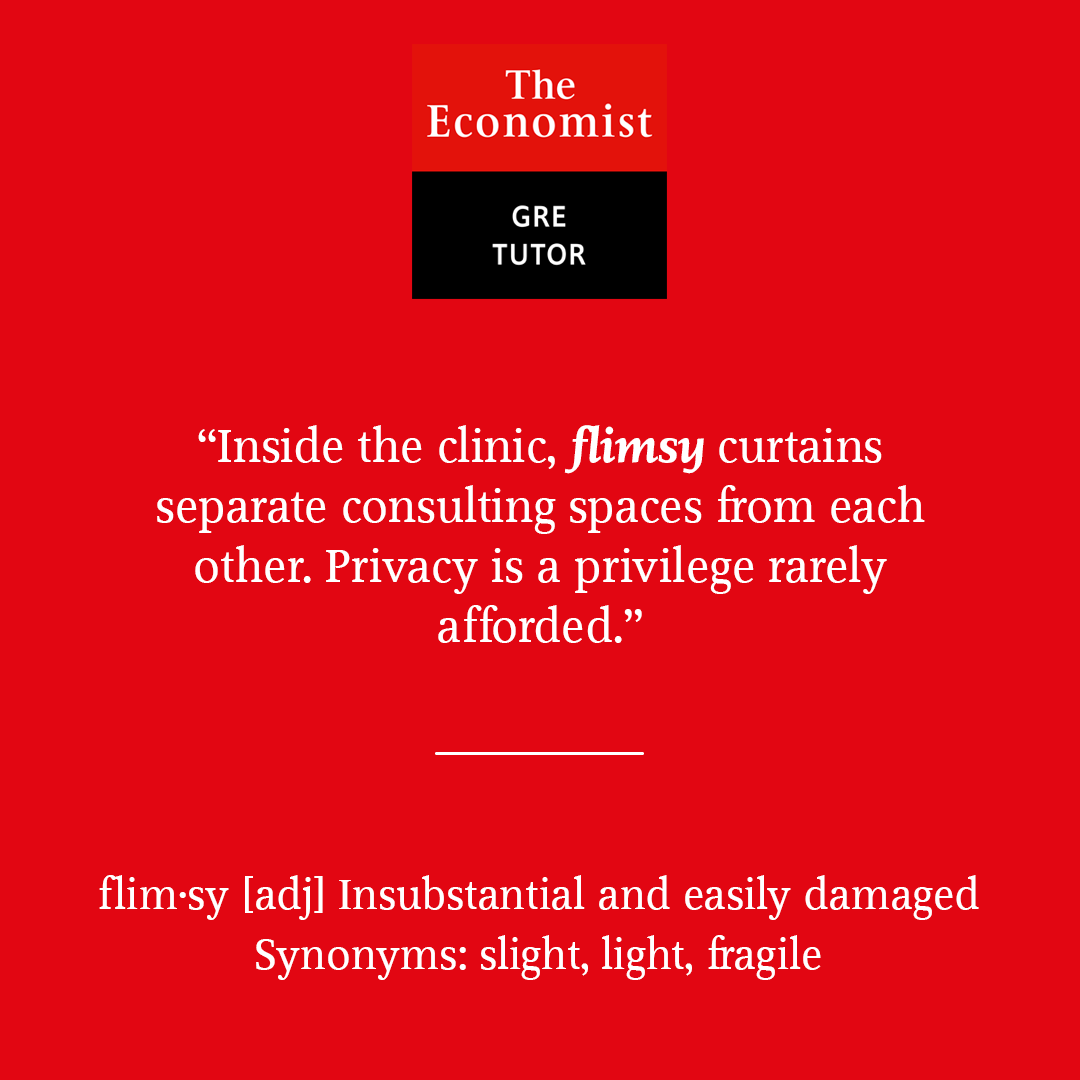 The
Economist
GRE
TUTOR
“Inside the clinic, flimsy curtains
separate consulting spaces from each
other. Privacy is a privilege rarely
afforded.”
flim·sy [adj] Insubstantial and easily damaged
Synonyms: slight, light, fragile